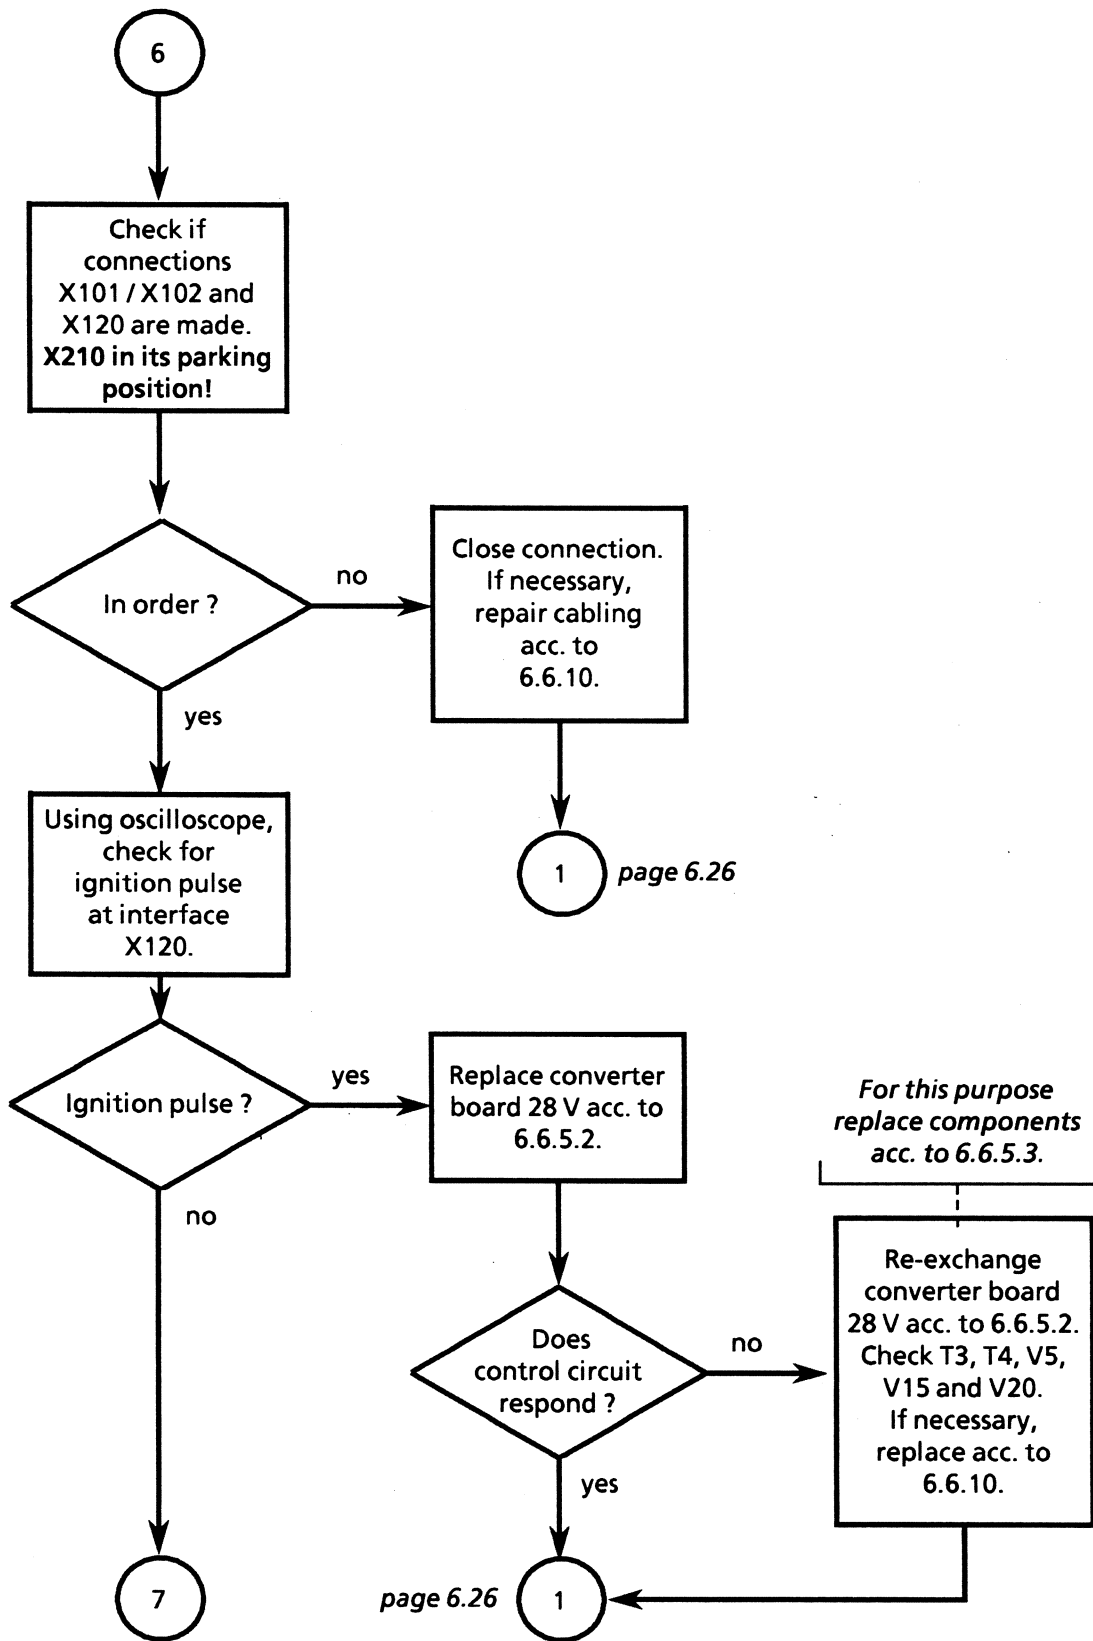 6
Check if
connections
X101 / X102 and
X120 are made.
X210 in its parking
position!
In order ?
no
Close connection.
If necessary,
repair cabling
acc. to
6.6.10.
yes
1
page 6.26
Using oscilloscope,
check for
ignition pulse
at interface
X120.
Ignition pulse ?
yes
Replace converter
board 28 V acc. to
6.6.5.2.
no
For this purpose
replace components
acc. to 6.6.5.3.
Does
control circuit
respond ?
no
Re-exchange
converter board
28 V acc. to 6.6.5.2.
Check T3, T4, V5,
V15 and V20.
If necessary,
replace acc. to
6.6.10.
yes
7
page 6.26
1